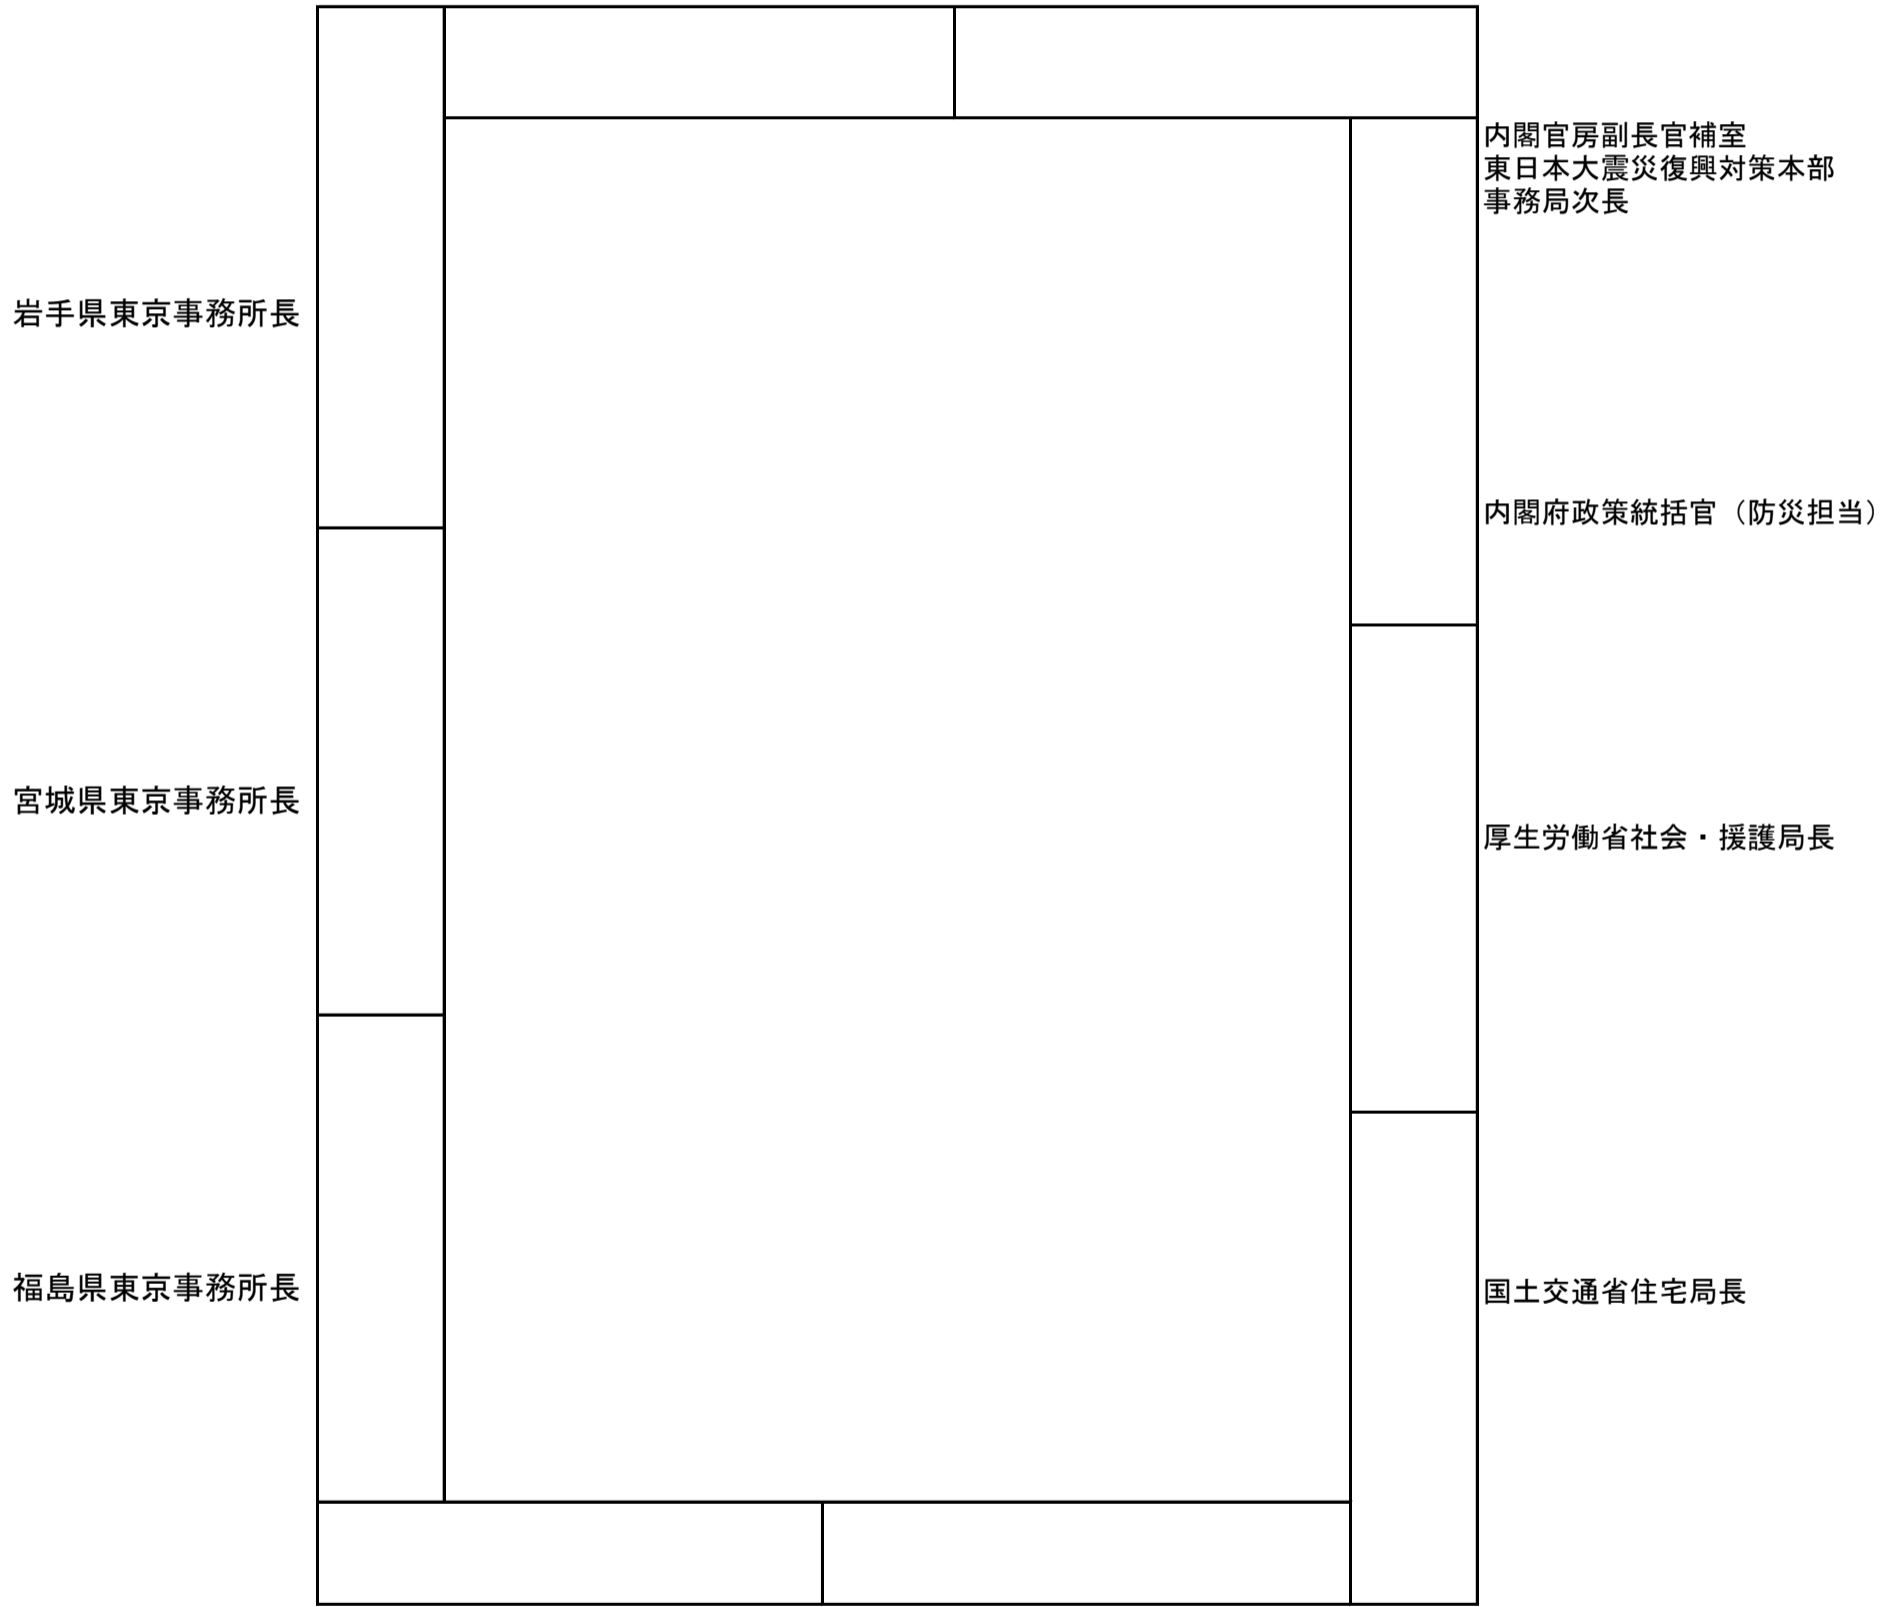 内閣官房副長官補室
東日本大震災復興対策本部
事務局次長
岩手県東京事務所長
内閣府政策統括官（防災担当）
宮城県東京事務所長
厚生労働省社会・援護局長
福島県東京事務所長
国土交通省住宅局長